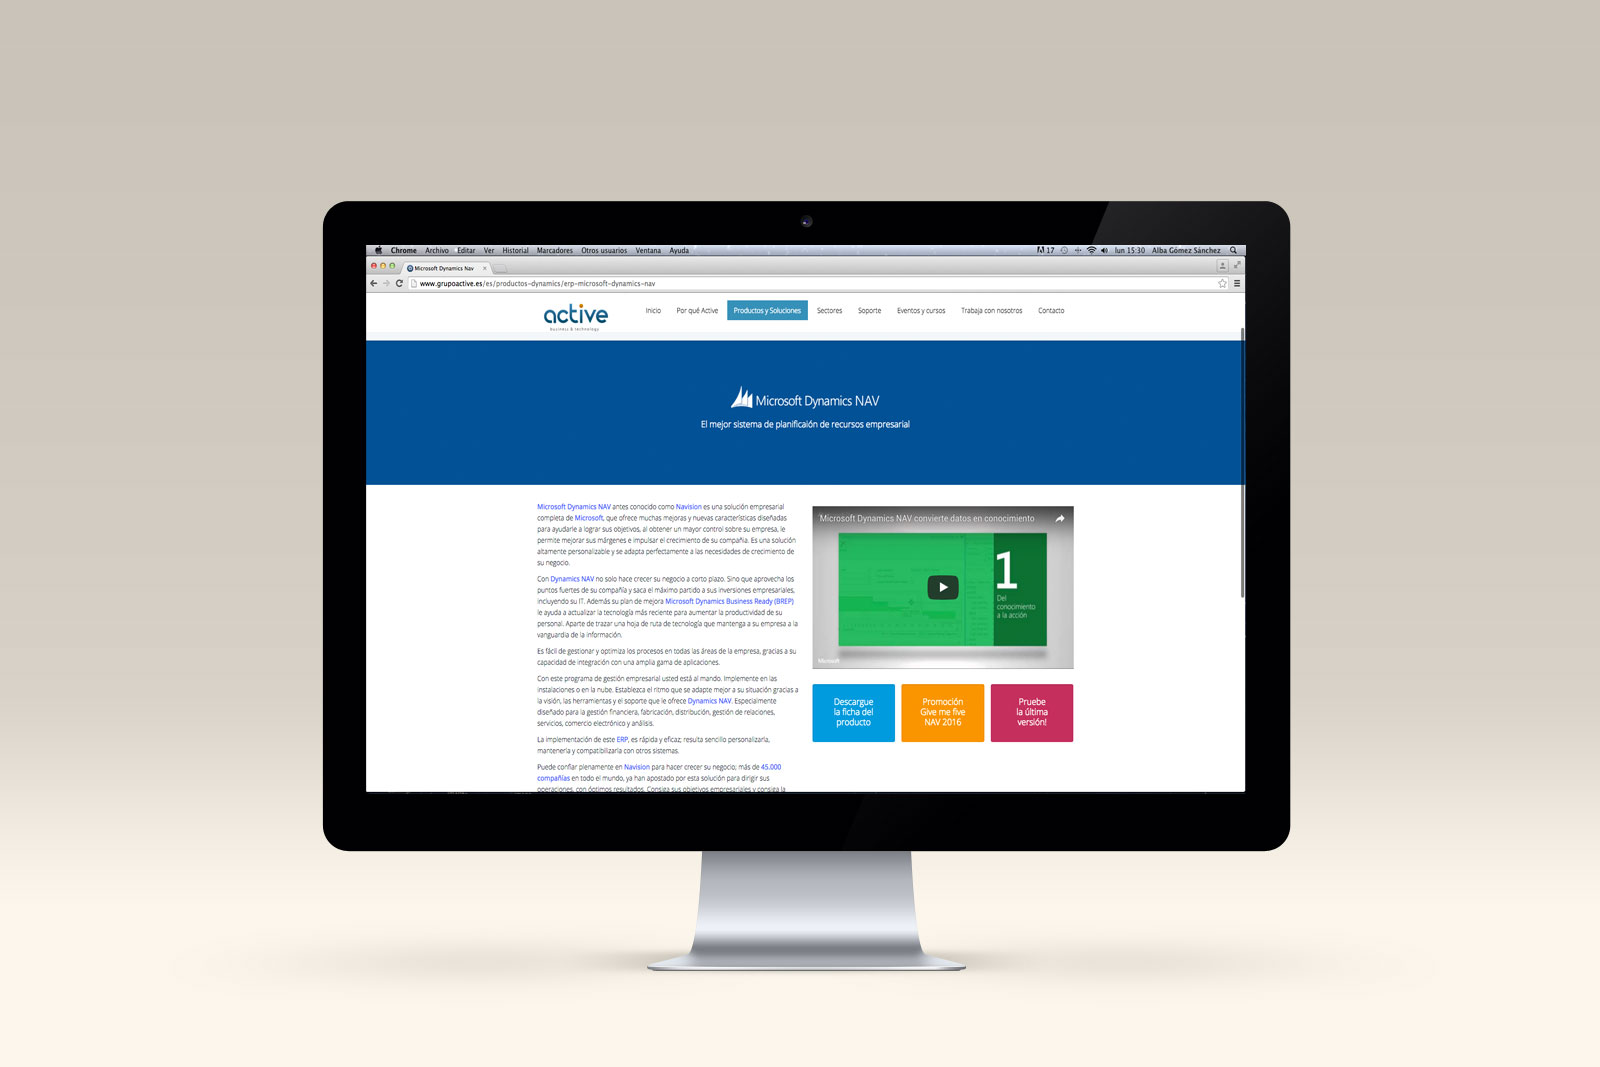 Chrome Archivo Editar Ver Historial Marcadores Otros usuarios Ventana Ayuda
17 lun 15:30 Alba Gómez Sánchez
Microsoft Dynamics Nav
www.grupoactive.es/es/productos-dynamics/erp-microsoft-dynamics-nav
active
business & technology
Inicio Por qué Active Productos y Soluciones Sectores Soporte Eventos y cursos Trabaja con nosotros Contacto
Microsoft Dynamics NAV
El mejor sistema de planificaión de recursos empresarial
Microsoft Dynamics NAV antes conocido como Navision es una solución empresarial
completa de Microsoft, que ofrece muchas mejoras y nuevas características diseñadas
para ayudarle a lograr sus objetivos, al obtener un mayor control sobre su empresa, le
permite mejorar sus márgenes e impulsar el crecimiento de su compañía. Es una solución
altamente personalizable y se adapta perfectamente a las necesidades de crecimiento de
su negocio.
Con Dynamics NAV no solo hace crecer su negocio a corto plazo. Sino que aprovecha los
puntos fuertes de su compañía y saca el máximo partido a sus inversiones empresariales,
incluyendo su IT. Además su plan de mejora Microsoft Dynamics Business Ready (BREP)
le ayuda a actualizar la tecnología más reciente para aumentar la productividad de su
personal. Aparte de trazar una hoja de ruta de tecnología que mantenga a su empresa a la
vanguardia de la información.
Es fácil de gestionar y optimiza los procesos en todas las áreas de la empresa, gracias a su
capacidad de integración con una amplia gama de aplicaciones.
Con este programa de gestión empresarial usted está al mando. Implemente en las
instalaciones o en la nube. Establezca el ritmo que se adapte mejor a su situación gracias a
la visión, las herramientas y el soporte que le ofrece Dynamics NAV. Especialmente
diseñado para la gestión financiera, fabricación, distribución, gestión de relaciones,
servicios, comercio electrónico y análisis.
La implementación de este ERP, es rápida y eficaz; resulta sencillo personalizarla,
mantenerla y compatibilizarla con otros sistemas.
Puede confiar plenamente en Navision para hacer crecer su negocio; más de 45.000
compañías en todo el mundo, ya han apostado por esta solución para dirigir sus
operaciones, con óptimos resultados. Consiga sus objetivos empresariales y consiga la
Microsoft Dynamics NAV convierte datos en conocimiento
1
Del
conocimiento
a la acción
Microsoft
Descargue
la ficha del
producto
Promoción
Give me five
NAV 2016
Pruebe
la última
versión!